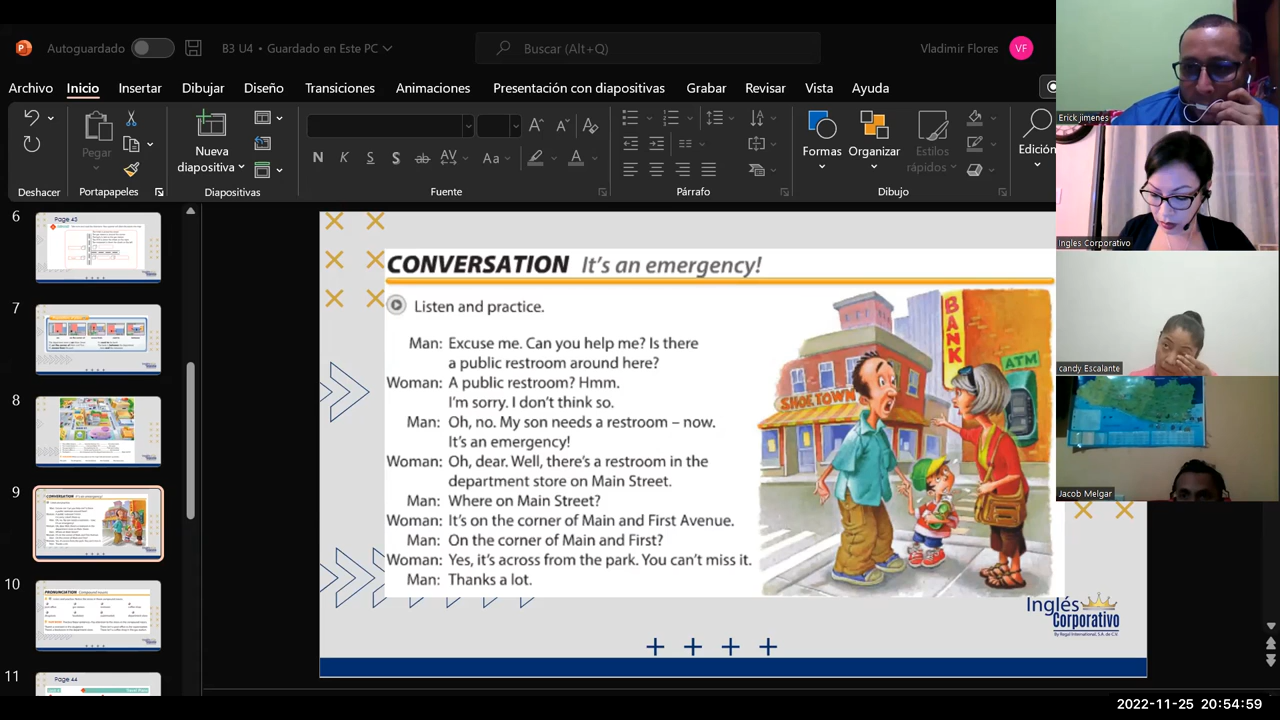 Autoguardado
B3 U4 • Guardado en Este PC
Buscar (Alt+Q)
Vladimir Flores
VF
Archivo
Inicio
Insertar
Dibujar
Diseño
Transiciones
Animaciones
Presentación con diapositivas
Grabar
Revisar
Vista
Ayuda
Pegar
Nueva
diapositiva
N K S S ab AV Aa A
Formas
Organizar
Estilos
rápidos
Edición
Deshacer
Portapapeles
Diapositivas
Fuente
Párrafo
Dibujo
6
Page 43
7
8
9
10
11
Page 44
CONVERSATION It's an emergency!
Listen and practice.
Man: Excuse me. Can you help me? Is there
a public restroom around here?
Woman: A public restroom? Hmm.
I'm sorry. I don't think so.
Man: Oh, no. My son needs a restroom – now.
It's an emergency!
Woman: Oh, dear. Well, there's a restroom in the
department store on Main Street.
Man: Where on Main Street?
Woman: It's on the corner of Main and First Avenue.
Man: On the corner of Main and First?
Woman: Yes, it's across from the park. You can't miss it.
Man: Thanks a lot.
SHOE TOWN
BANK
ATM
Inglés
Corporativo
By Regal International, S.A. de C.V.
Erick jimenes
Ingles Corporativo
candy Escalante
Jacob Melgar
2022-11-25 20:54:59